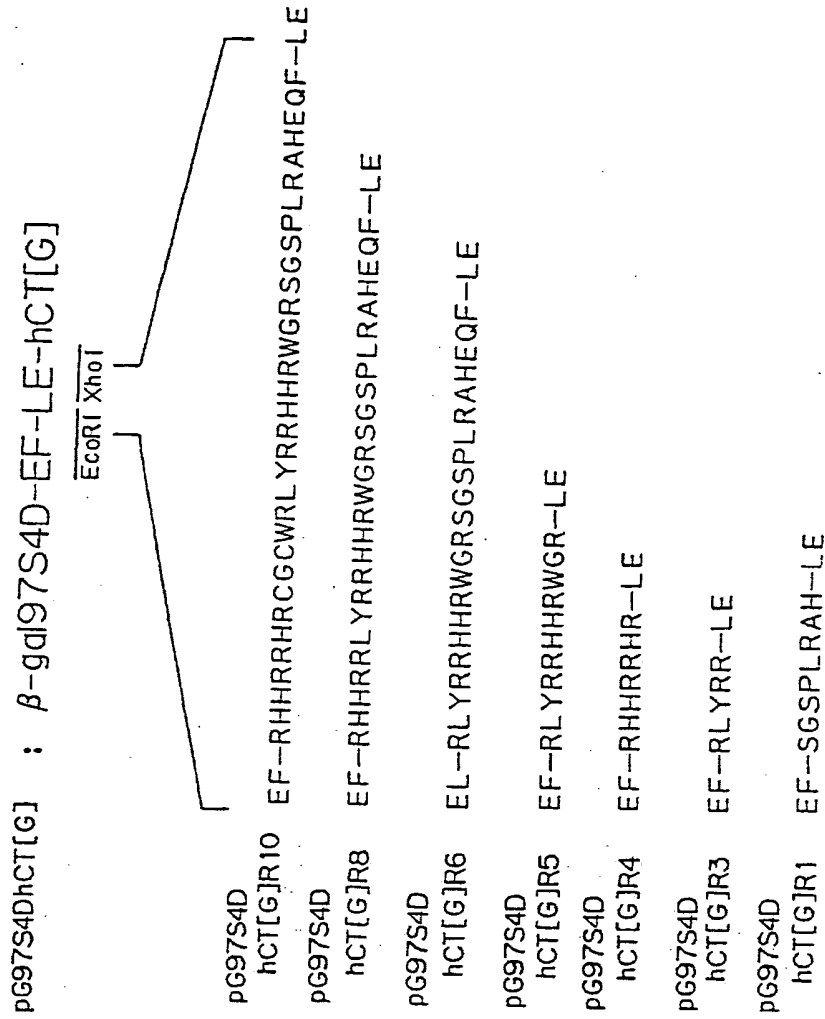 pG97S4DhCT[G] : β-gal97S4D-EF-LE-hCT[G]
EcoRI XhoI
pG97S4D
hCT[G]R10 EF-RHHRRHRCGCWRLYRRHHRWGRSGSPLRAHEQF-LE
pG97S4D
hCT[G]R8 EF-RHHRRLYRRHHRWGRSGSPLRAHEQF-LE
pG97S4D
hCT[G]R6 EL-RLYRRHHRWGRSGSPLRAHEQF-LE
pG97S4D
hCT[G]R5 EF-RLYRRHHRWGR-LE
pG97S4D
hCT[G]R4 EF-RHHRRHR-LE
pG97S4D
hCT[G]R3 EF-RLYRR-LE
pG97S4D
hCT[G]R1 EF-SGSPLRAH-LE